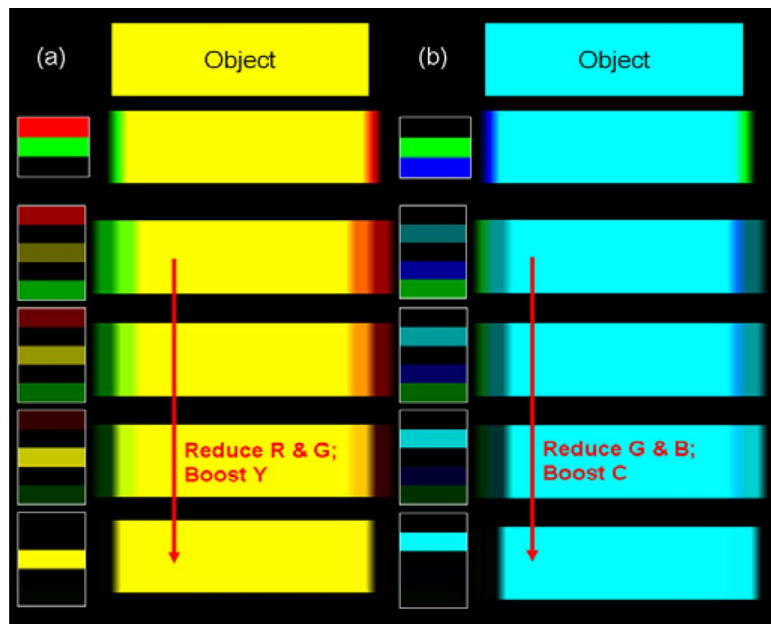 (a)
Object
(b)
Object
Reduce R & G;
Boost Y
Reduce G & B;
Boost C